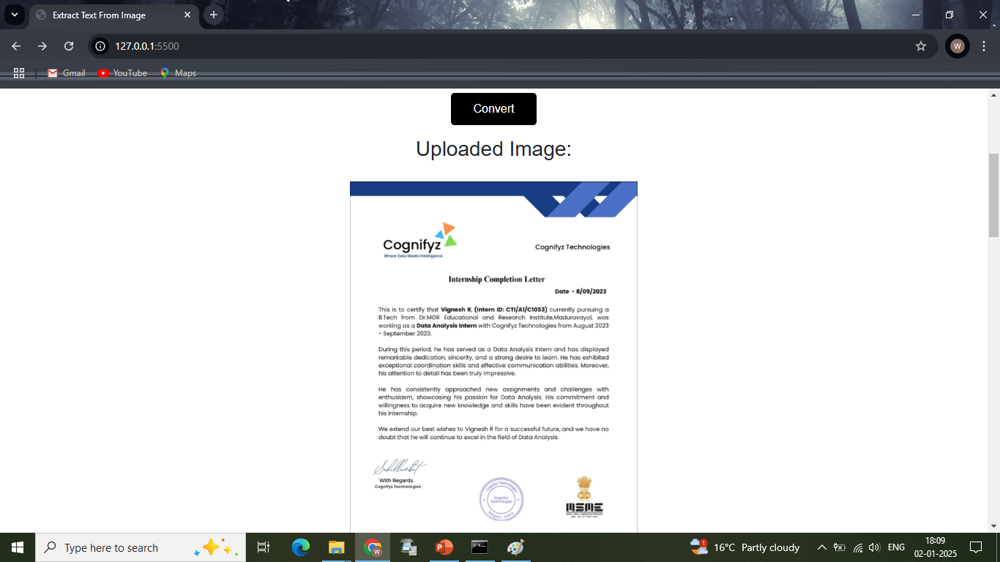 Extract Text From Image
127.0.0.1:5500
Gmail YouTube Maps
W
Convert
Uploaded Image:
Cognifyz
Where Data Meets Intelligence
Cognifyz Technologies
Internship Completion Letter
Date - 8/09/2023
This is to certify that Vignesh R, (Intern ID: CTI/A1/C1053) currently pursuing a
B.Tech from Dr.MGR Educational and Research Institute,Maduravayol, was
working as a Data Analysis Intern with Cognifyz Technologies from August 2023
- September 2023.
During this period, he has served as a Data Analysis Intern and has displayed
remarkable dedication, sincerity, and a strong desire to learn. He has exhibited
exceptional coordination skills and effective communication abilities. Moreover,
his attention to detail has been truly impressive.
He has consistently approached new assignments and challenges with
enthusiasm, showcasing his passion for Data Analysis. His commitment and
willingness to acquire new knowledge and skills have been evident throughout
his internship.
We extend our best wishes to Vignesh R for a successful future, and we have no
doubt that he will continue to excel in the field of Data Analysis.
With Regards,
Cognifyz Technologies
Cognifyz Technologies
Cognifyz
Technologies
Nagpur, India
MSME
Type here to search
1
16°C Partly cloudy
ENG
18:09
02-01-2025